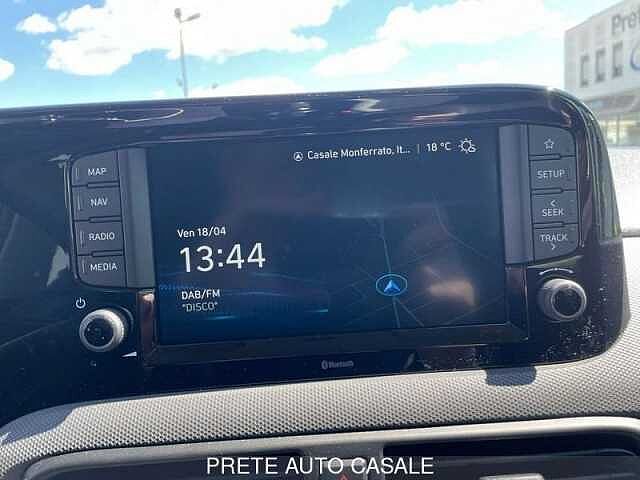 Pre
MAP
NAV
RADIO
MEDIA
Casale Monferrato, It... 18 °C
Ven 18/04
13:44
DAB/FM
"DISCO"
SETUP
< SEEK
TRACK >
Bluetooth
PRETE AUTO CASALE